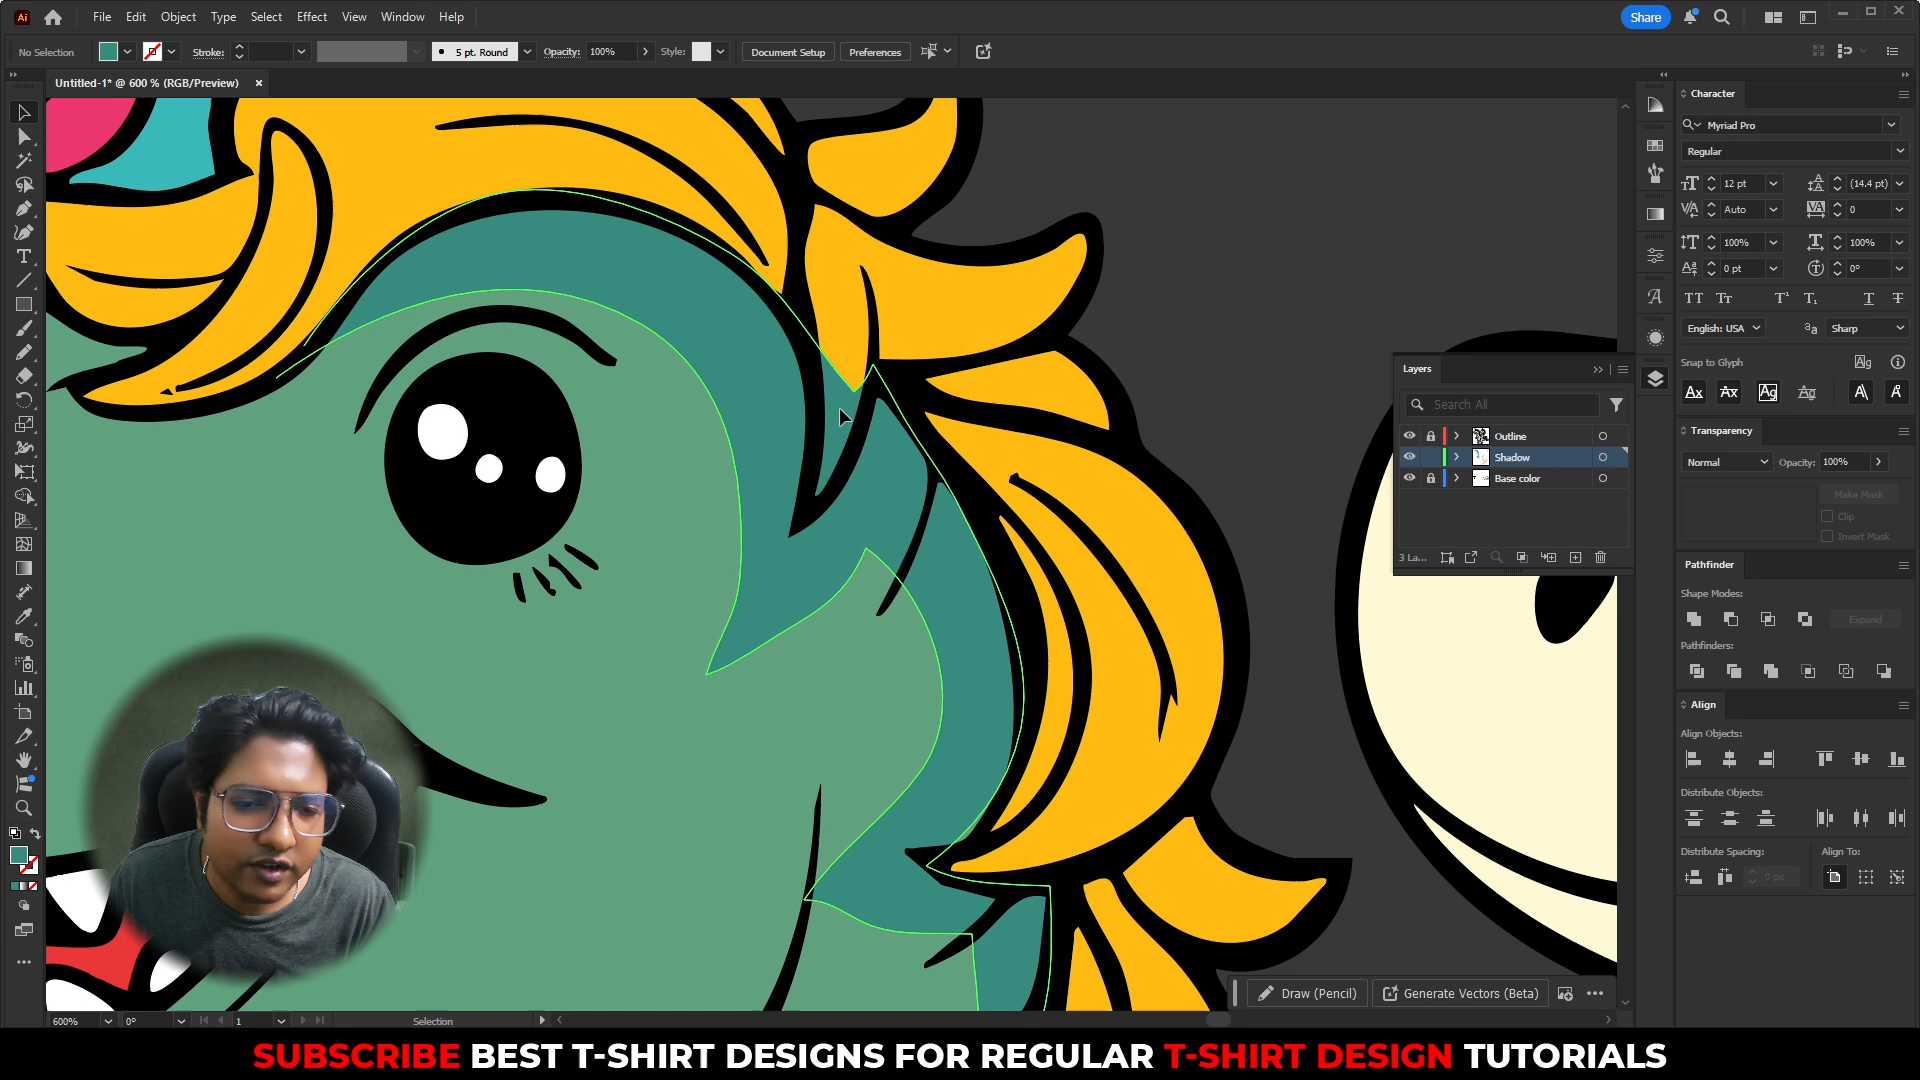 Ai File Edit Object Type Select Effect View Window Help Share
No Selection Stroke: 5 pt. Round Opacity: 100% Style: Document Setup Preferences
Untitled-1* @ 600 % (RGB/Preview) ×
Character
Myriad Pro
Regular
12 pt (14.4 pt)
Auto 0
100% 100%
0 pt 0°
English: USA Sharp
Snap to Glyph
Transparency
Normal Opacity: 100%
Make Mask
Clip
Invert Mask
Pathfinder
Shape Modes:
Expand
Pathfinders:
Align
Align Objects:
Distribute Objects:
Distribute Spacing: Align To:
0 px
Layers
Search All
Outline
Shadow
Base color
3 La...
Draw (Pencil) Generate Vectors (Beta)
600% 0° 1 Selection
SUBSCRIBE BEST T-SHIRT DESIGNS FOR REGULAR T-SHIRT DESIGN TUTORIALS